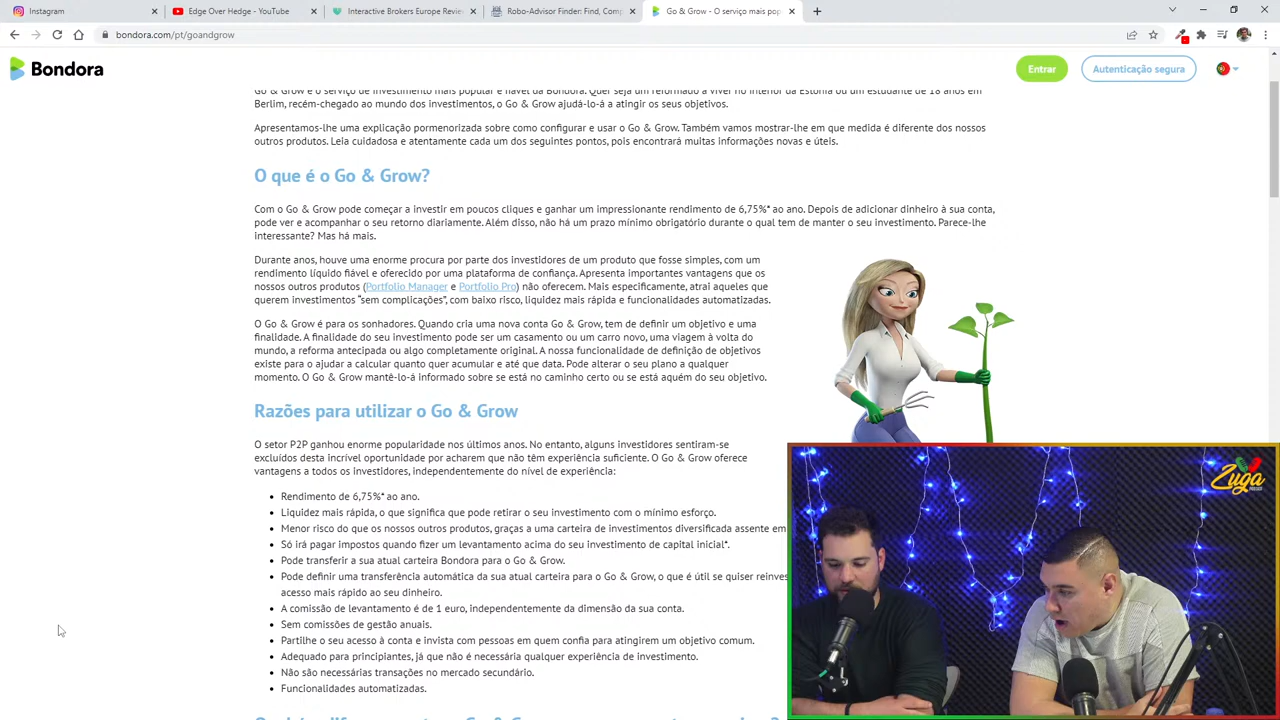 Instagram
Edge Over Hedge - YouTube
Interactive Brokers Europe Revie
Robo-Advisor Finder: Find, Comp
Go & Grow - O serviço mais pop
bondora.com/pt/goandgrow
Bondora
Entrar
Autenticação segura
Go & Grow é o serviço de investimento mais popular e fiável da Bondora. Quer seja um reformado a viver no interior da Estónia ou um estudante de 18 anos em
Berlim, recém-chegado ao mundo dos investimentos, o Go & Grow ajudá-lo-á a atingir os seus objetivos.
Apresentamos-lhe uma explicação pormenorizada sobre como configurar e usar o Go & Grow. Também vamos mostrar-lhe em que medida é diferente dos nossos
outros produtos. Leia cuidadosa e atentamente cada um dos seguintes pontos, pois encontrará muitas informações novas e úteis.
O que é o Go & Grow?
Com o Go & Grow pode começar a investir em poucos cliques e ganhar um impressionante rendimento de 6,75%* ao ano. Depois de adicionar dinheiro à sua conta,
pode ver e acompanhar o seu retorno diariamente. Além disso, não há um prazo mínimo obrigatório durante o qual tem de manter o seu investimento. Parece-lhe
interessante? Mas há mais.
Durante anos, houve uma enorme procura por parte dos investidores de um produto que fosse simples, com um
rendimento líquido fiável e oferecido por uma plataforma de confiança. Apresenta importantes vantagens que os
nossos outros produtos (Portfolio Manager e Portfolio Pro) não oferecem. Mais especificamente, atrai aqueles que
querem investimentos “sem complicações”, com baixo risco, liquidez mais rápida e funcionalidades automatizadas.
O Go & Grow é para os sonhadores. Quando cria uma nova conta Go & Grow, tem de definir um objetivo e uma
finalidade. A finalidade do seu investimento pode ser um casamento ou um carro novo, uma viagem à volta do
mundo, a reforma antecipada ou algo completamente original. A nossa funcionalidade de definição de objetivos
existe para o ajudar a calcular quanto quer acumular e até que data. Pode alterar o seu plano a qualquer
momento. O Go & Grow mantê-lo-á informado sobre se está no caminho certo ou se está aquém do seu objetivo.
Razões para utilizar o Go & Grow
O setor P2P ganhou enorme popularidade nos últimos anos. No entanto, alguns investidores sentiram-se
excluídos desta incrível oportunidade por acharem que não têm experiência suficiente. O Go & Grow oferece
vantagens a todos os investidores, independentemente do nível de experiência:
Rendimento de 6,75%* ao ano.
Liquidez mais rápida, o que significa que pode retirar o seu investimento com o mínimo esforço.
Menor risco do que os nossos outros produtos, graças a uma carteira de investimentos diversificada assente em
Só irá pagar impostos quando fizer um levantamento acima do seu investimento de capital inicial*.
Pode transferir a sua atual carteira Bondora para o Go & Grow.
Pode definir uma transferência automática da sua atual carteira para o Go & Grow, o que é útil se quiser reinves
acesso mais rápido ao seu dinheiro.
A comissão de levantamento é de 1 euro, independentemente da dimensão da sua conta.
Sem comissões de gestão anuais.
Partilhe o seu acesso à conta e invista com pessoas em quem confia para atingirem um objetivo comum.
Adequado para principiantes, já que não é necessária qualquer experiência de investimento.
Não são necessárias transações no mercado secundário.
Funcionalidades automatizadas.
Zuga